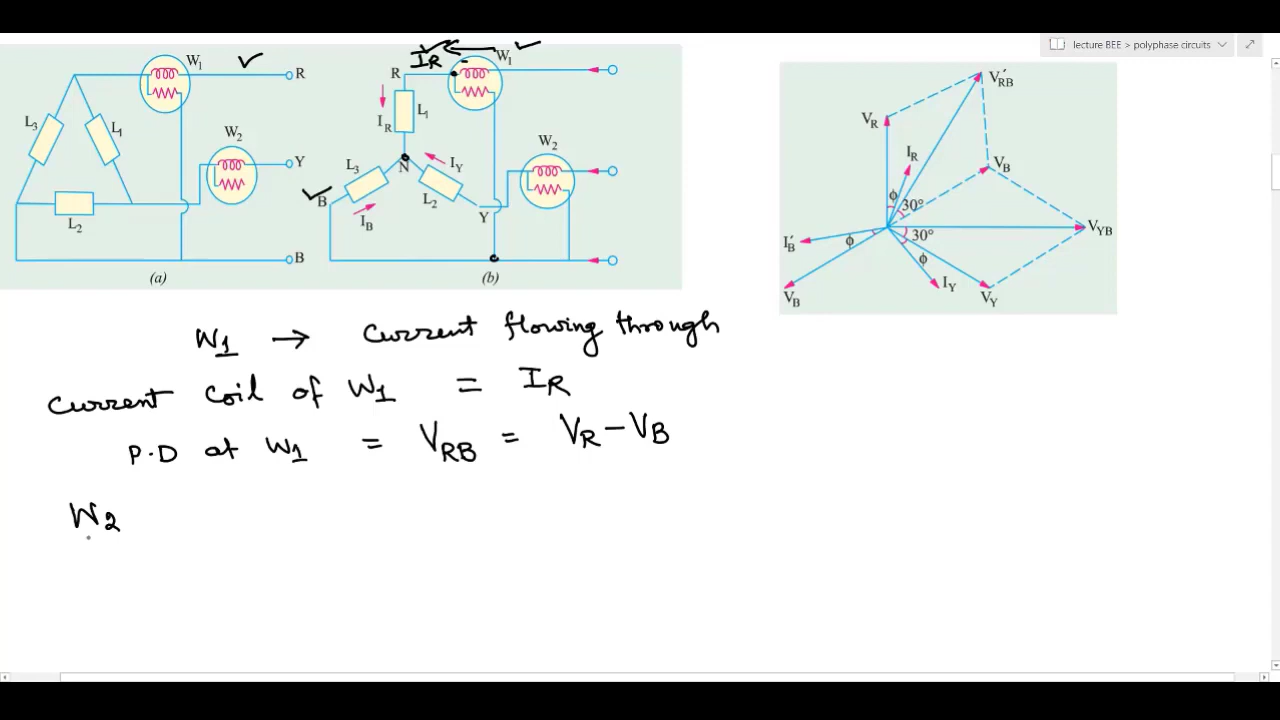 lecture BEE > polyphase circuits
W1
R
L3
L1
W2
Y
L2
B
(a)
IR
W1
R
L1
IR
W2
L3
N
IY
B
L2
IB
Y
(b)
V'RB
VR
IR
VB
ϕ
30°
VYB
I'B
ϕ
30°
ϕ
IY
VB
VY
W1 → Current flowing through
Current coil of W1 = IR
P.D at W1 = VRB = VR - VB
W2